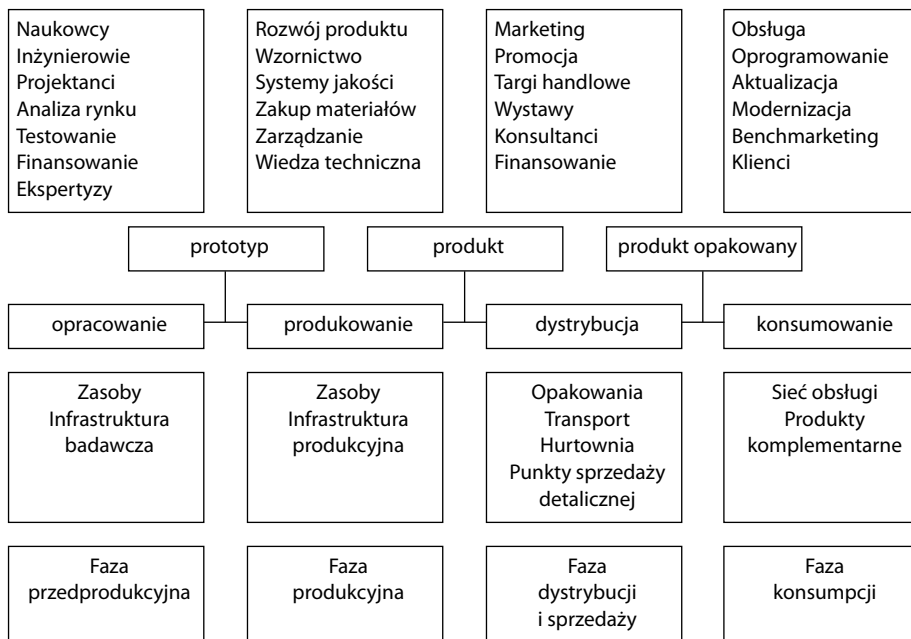 Naukowcy
Inżynierowie
Projektanci
Analiza rynku
Testowanie
Finansowanie
Ekspertyzy
Rozwój produktu
Wzornictwo
Systemy jakości
Zakup materiałów
Zarządzanie
Wiedza techniczna
Marketing
Promocja
Targi handlowe
Wystawy
Konsultanci
Finansowanie
Obsługa
Oprogramowanie
Aktualizacja
Modernizacja
Benchmarketing
Klienci
prototyp
produkt
produkt opakowany
opracowanie
produkowanie
dystrybucja
konsumowanie
Zasoby
Infrastruktura
badawcza
Zasoby
Infrastruktura
produkcyjna
Opakowania
Transport
Hurtownia
Punkty sprzedaży
detalicznej
Sieć obsługi
Produkty
komplementarne
Faza
przedprodukcyjna
Faza
produkcyjna
Faza
dystrybucji
i sprzedaży
Faza
konsumpcji